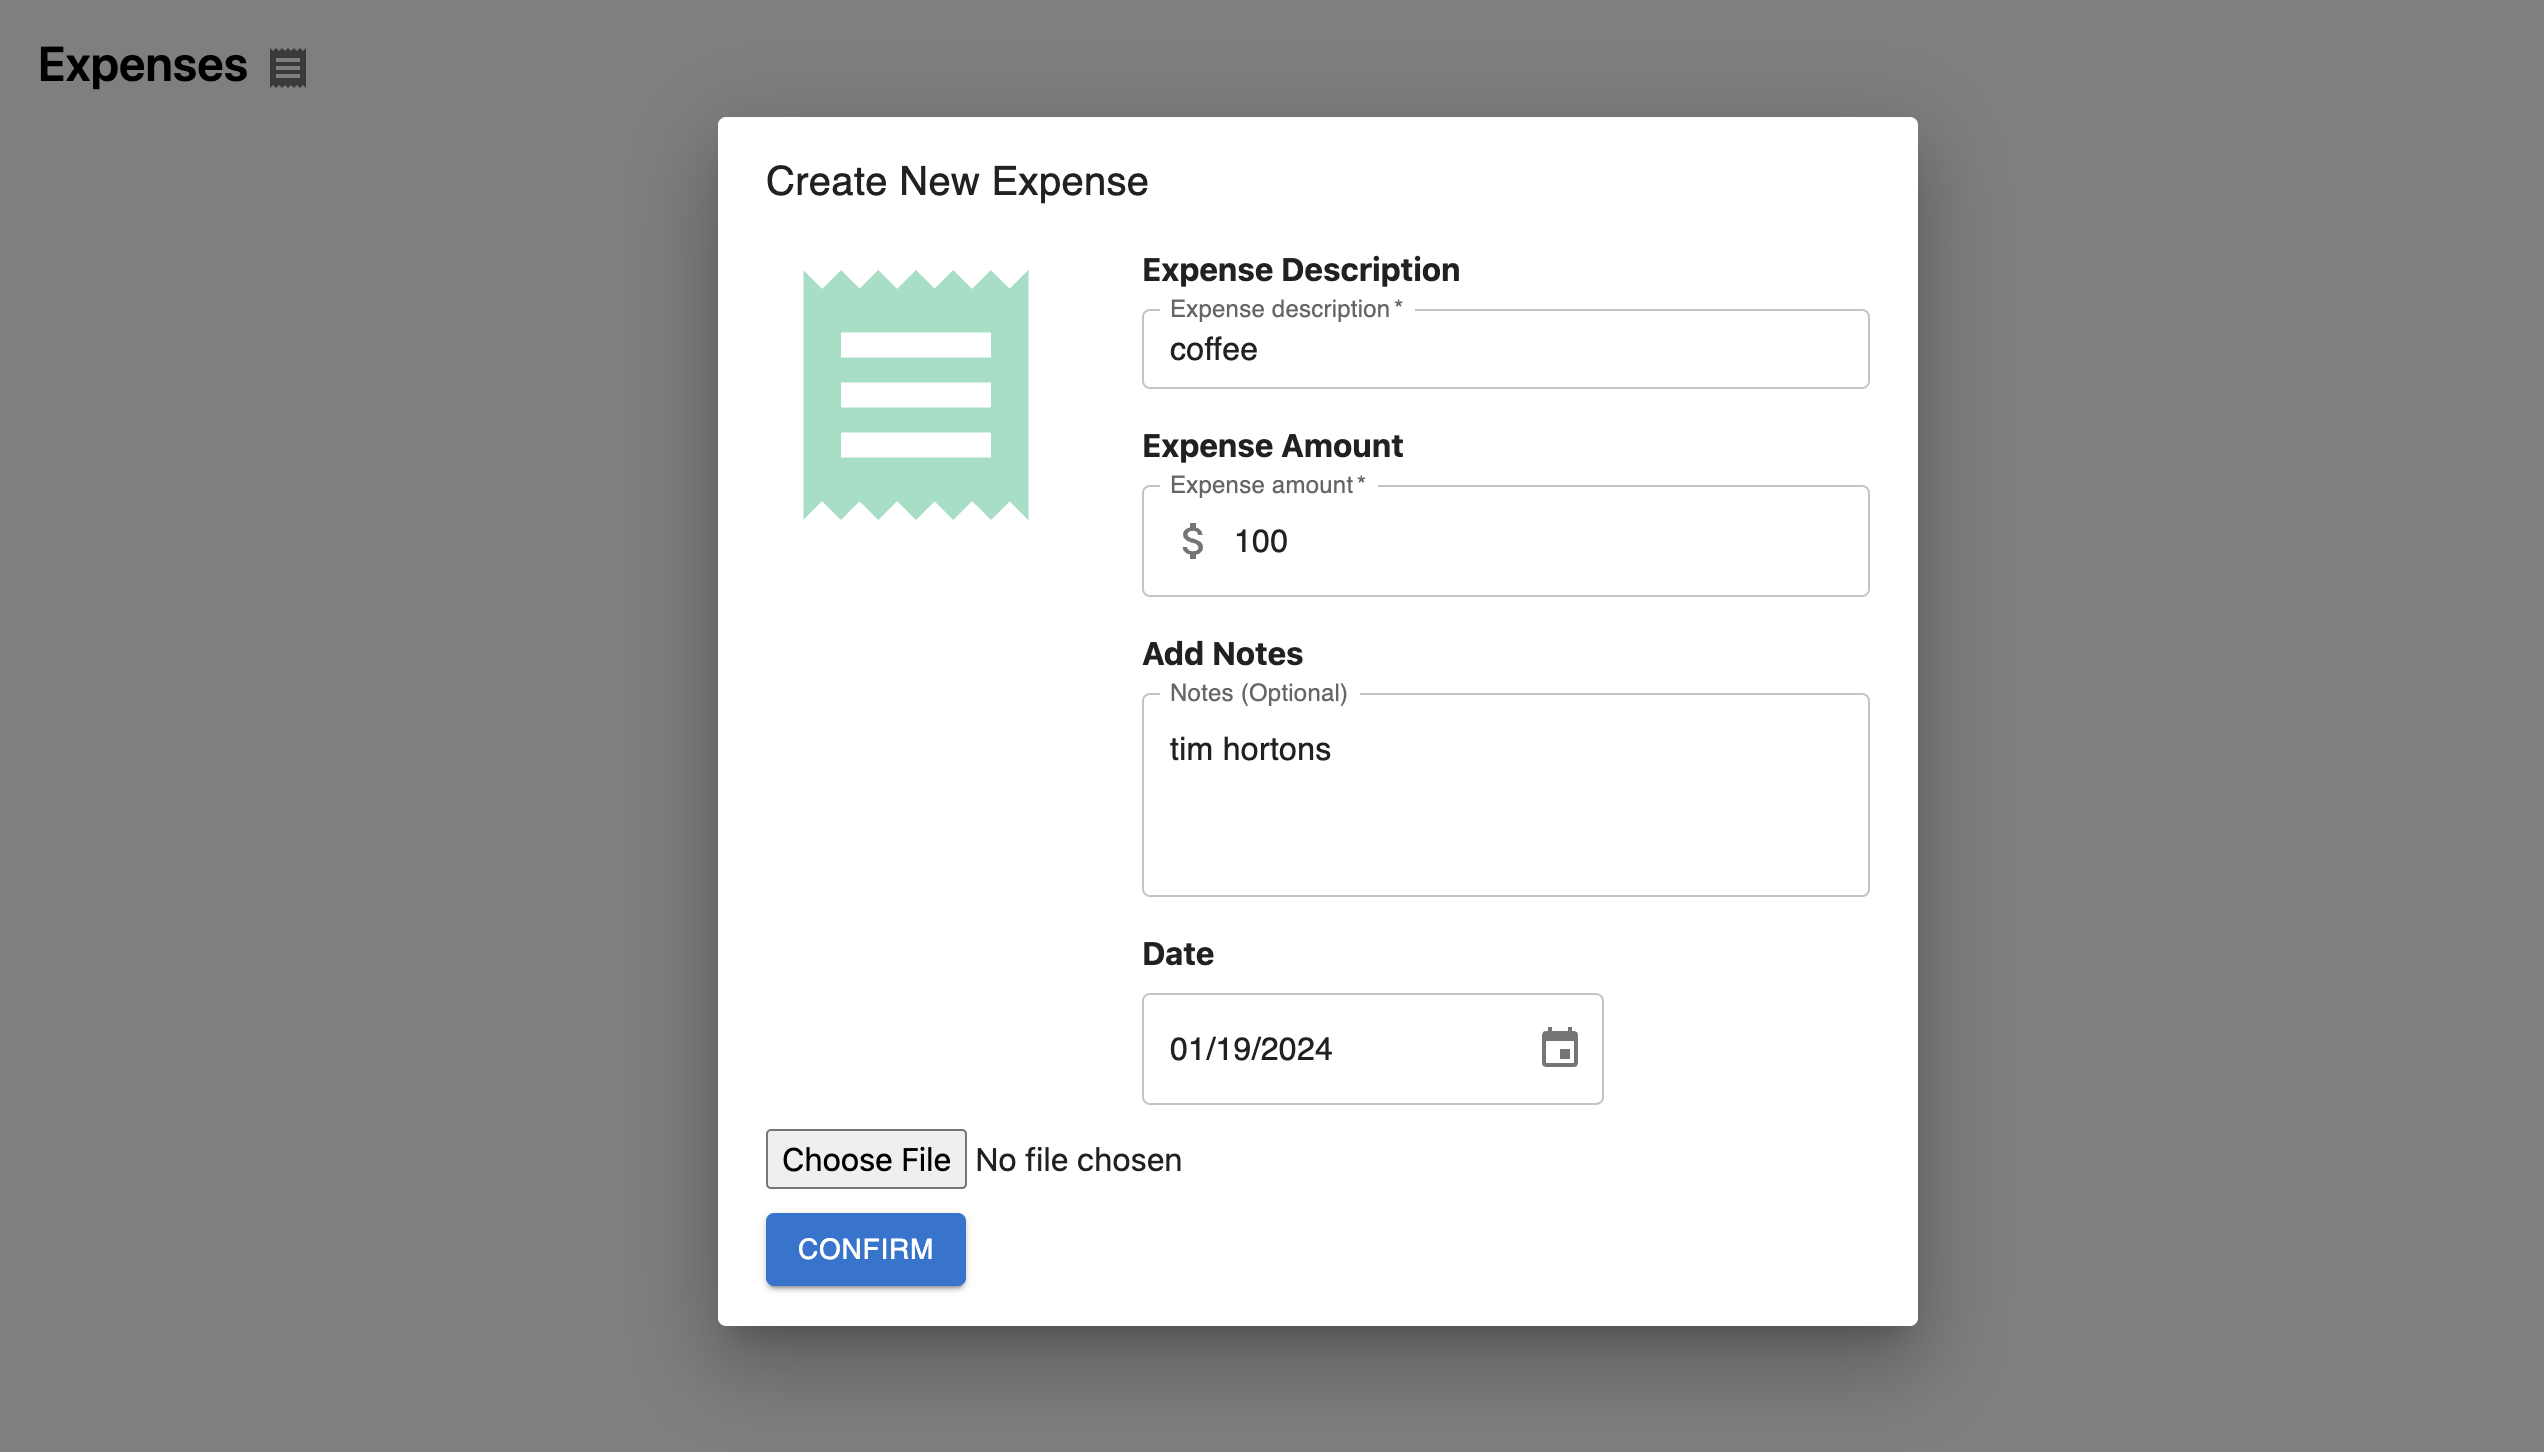 Expenses
Create New Expense
Expense Description
Expense description *
coffee
Expense Amount
Expense amount *
$ 100
Add Notes
Notes (Optional)
tim hortons
Date
01/19/2024
Choose File No file chosen
CONFIRM